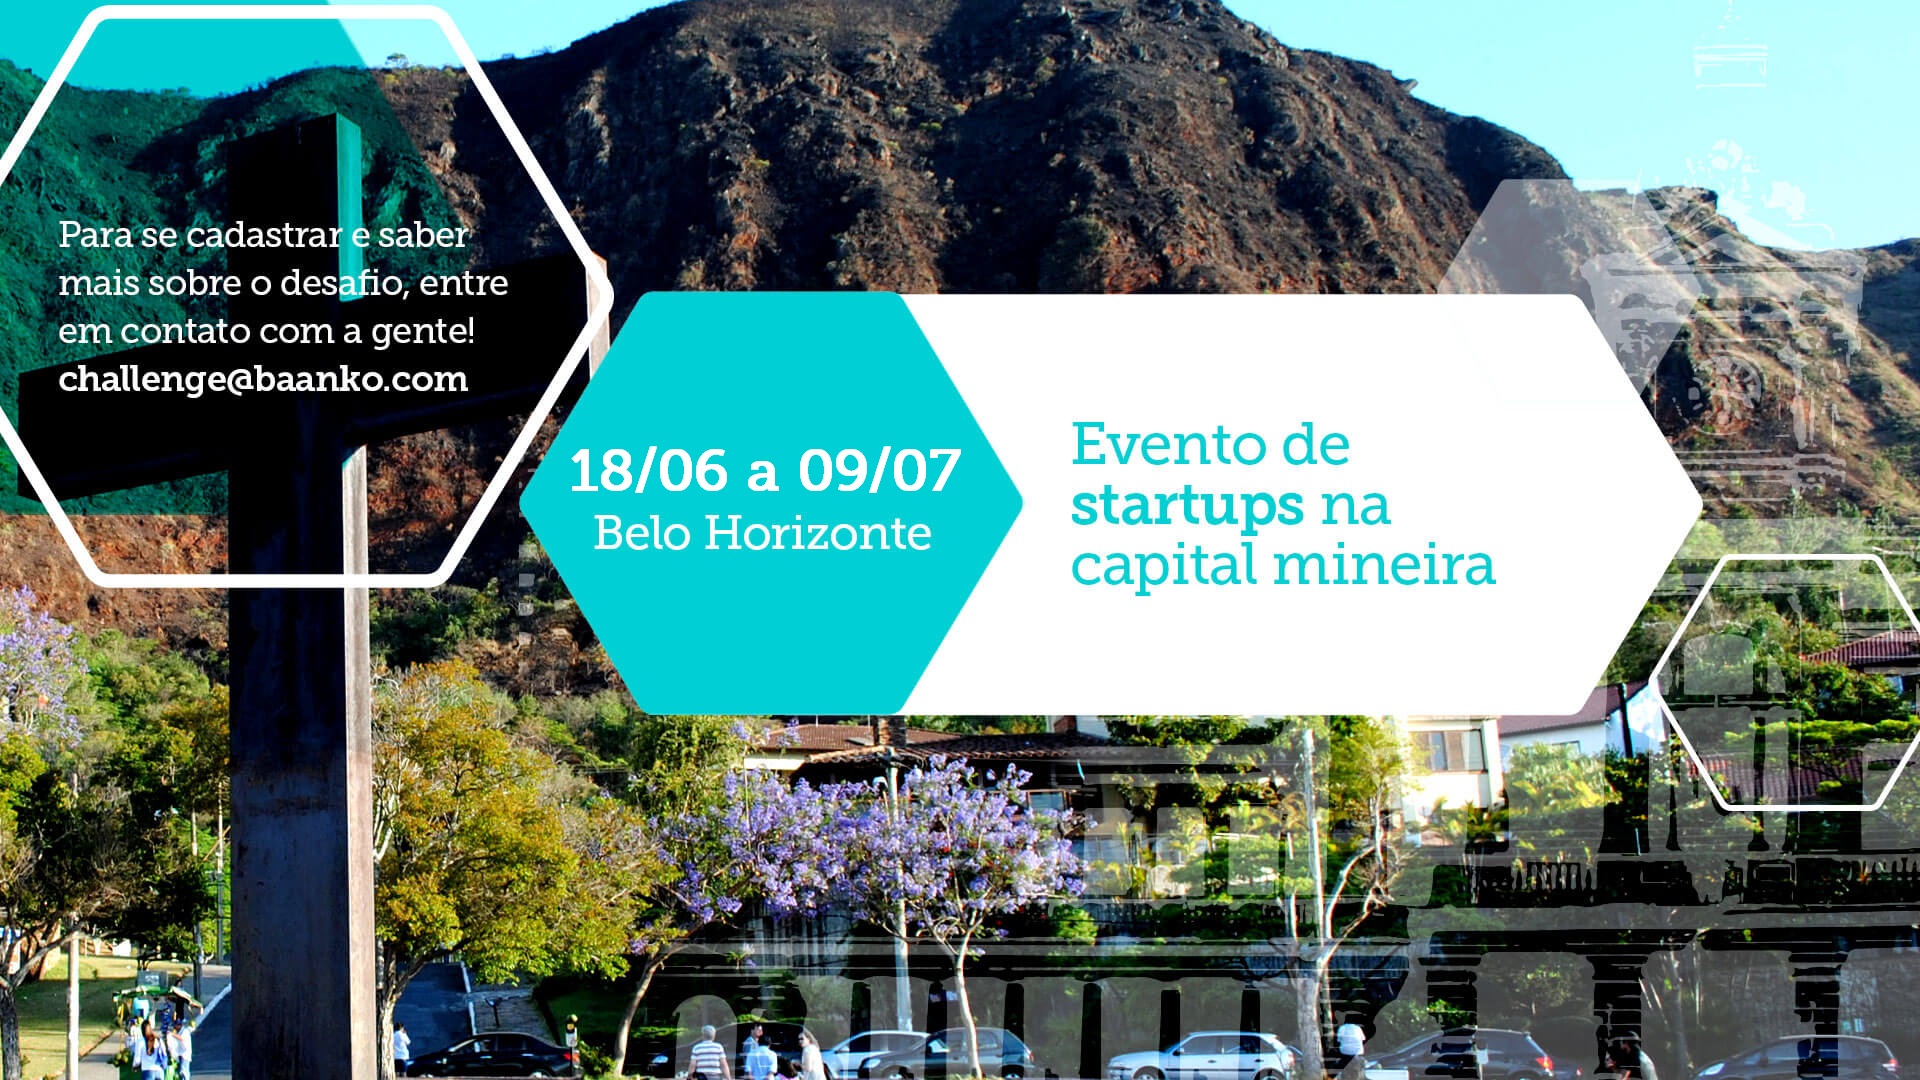 Para se cadastrar e saber
mais sobre o desafio, entre
em contato com a gente!
challenge@baanko.com
18/06 a 09/07
Belo Horizonte
Evento de
startups na
capital mineira